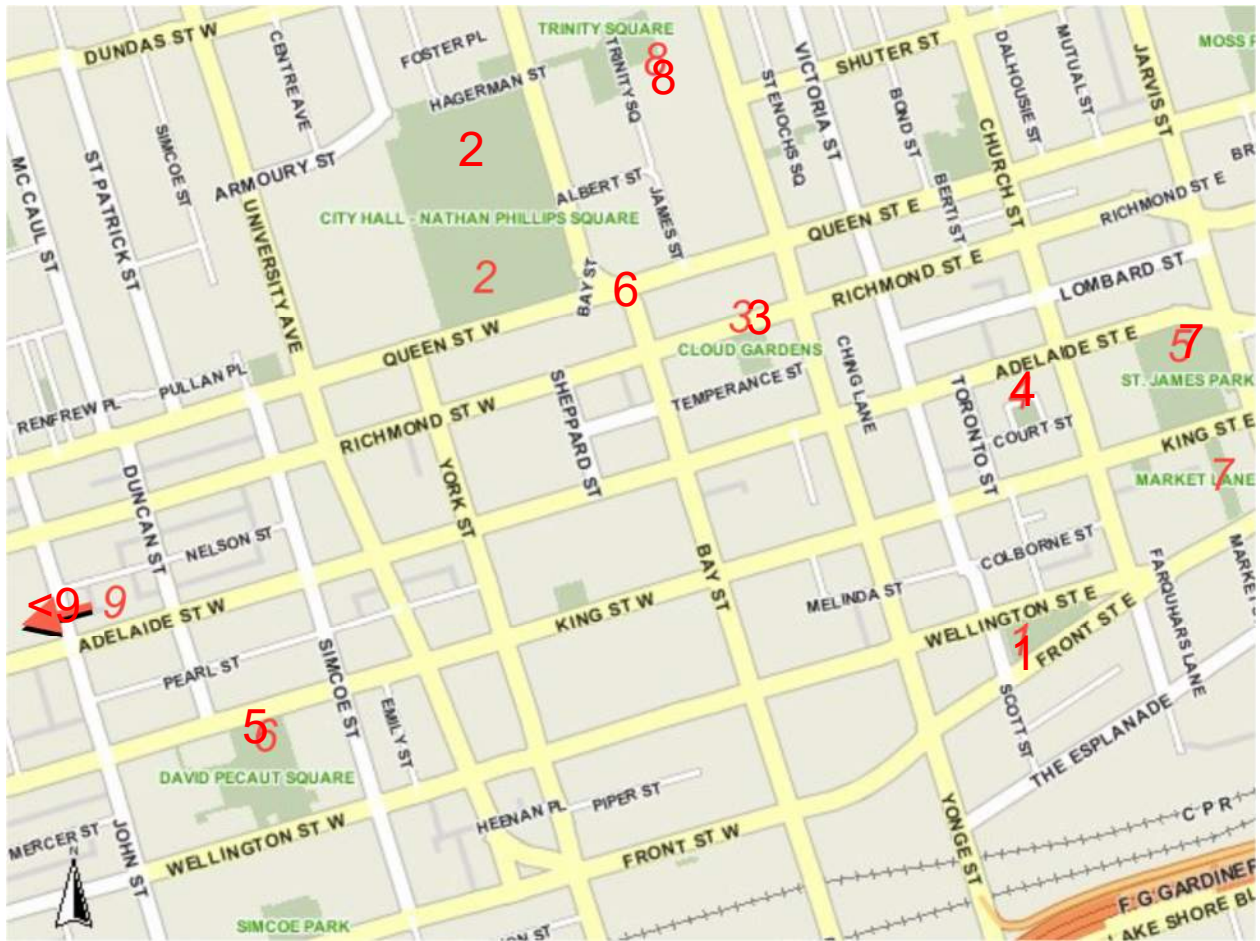 DUNDAS ST W
CENTRE AVE
FOSTER PL
HAGERMAN ST
TRINITY SQUARE
TRINITY SQ
8
8
ST ENOCHS SQ
VICTORIA ST
SHUTER ST
BOND ST
DALHOUSIE ST
MUTUAL ST
JARVIS ST
MOSS P
MC CAUL ST
ST PATRICK ST
SIMCOE ST
ARMOURY ST
UNIVERSITY AVE
2
CITY HALL - NATHAN PHILLIPS SQUARE
2
ALBERT ST
JAMES ST
BAY ST
6
QUEEN ST E
BERTI ST
CHURCH ST
RICHMOND ST E
BR
RICHMOND ST E
LOMBARD ST
QUEEN ST W
3
3
CLOUD GARDENS
CHING LANE
ADELAIDE ST E
5
7
ST. JAMES PARK
RENFREW PL
PULLAN PL
RICHMOND ST W
SHEPPARD ST
TEMPERANCE ST
TORONTO ST
4
COURT ST
KING ST E
7
MARKET LANE
DUNCAN ST
YORK ST
NELSON ST
BAY ST
COLBORNE ST
FARQUHARS LANE
MARKET
<9
9
ADELAIDE ST W
KING ST W
MELINDA ST
WELLINGTON ST E
1
1
FRONT ST E
PEARL ST
SIMCOE ST
EMILY ST
5
6
DAVID PECAUT SQUARE
SCOTT ST
THE ESPLANADE
MERCER ST
JOHN ST
WELLINGTON ST W
HEENAN PL
PIPER ST
FRONT ST W
YONGE ST
C P R
N
SIMCOE PARK
ON ST
F G GARDINER
LAKE SHORE BL